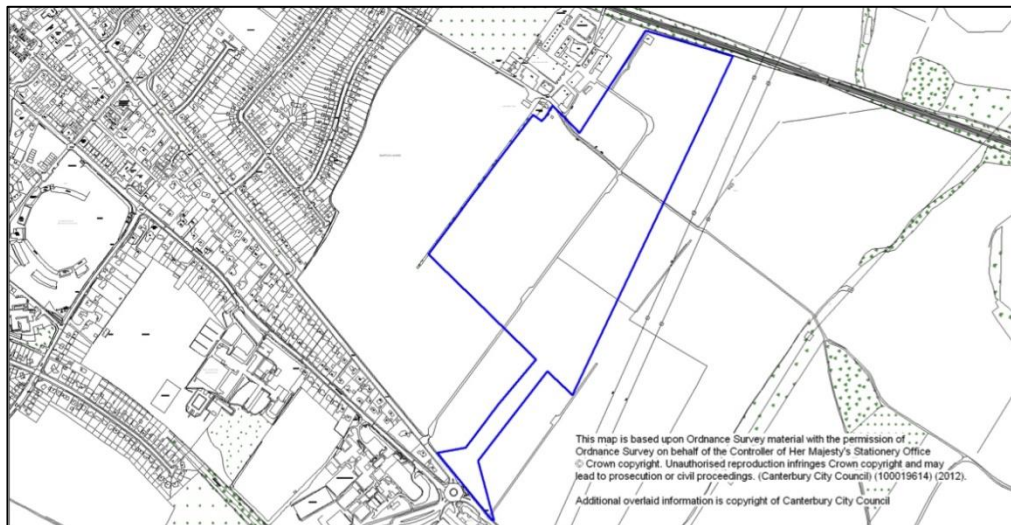 This map is based upon Ordnance Survey material with the permission of
Ordnance Survey on behalf of the Controller of Her Majesty's Stationery Office
© Crown copyright. Unauthorised reproduction infringes Crown copyright and may
lead to prosecution or civil proceedings. (Canterbury City Council) (100019614) (2012).
Additional overlaid information is copyright of Canterbury City Council